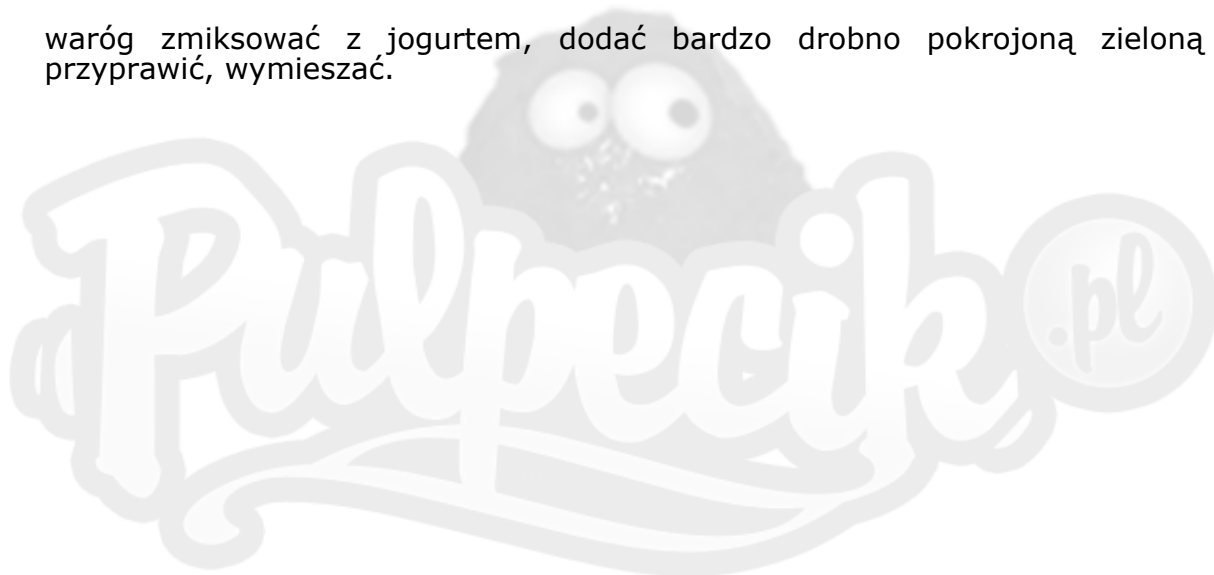 waróg zmiksować z jogurtem, dodać bardzo drobno pokrojoną zieloną
przyprawić, wymieszać.
Pulpecik.pl